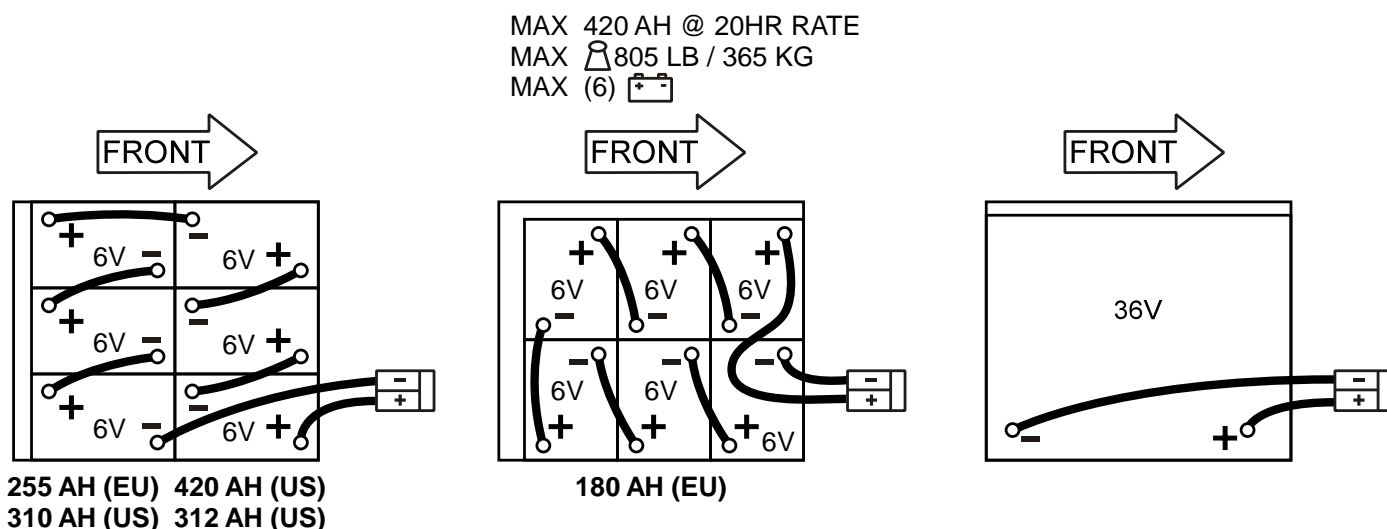 MAX 420 AH @ 20HR RATE
MAX 805 LB / 365 KG
MAX (6) + -
FRONT
FRONT
FRONT
+ -
6V - 6V +
+ -
6V - 6V +
+ -
6V - 6V +
-
+
255 AH (EU) 420 AH (US)
310 AH (US) 312 AH (US)
+ + +
6V 6V 6V
- - -
- - -
6V 6V
+ + + 6V
-
+
180 AH (EU)
36V
- +
-
+